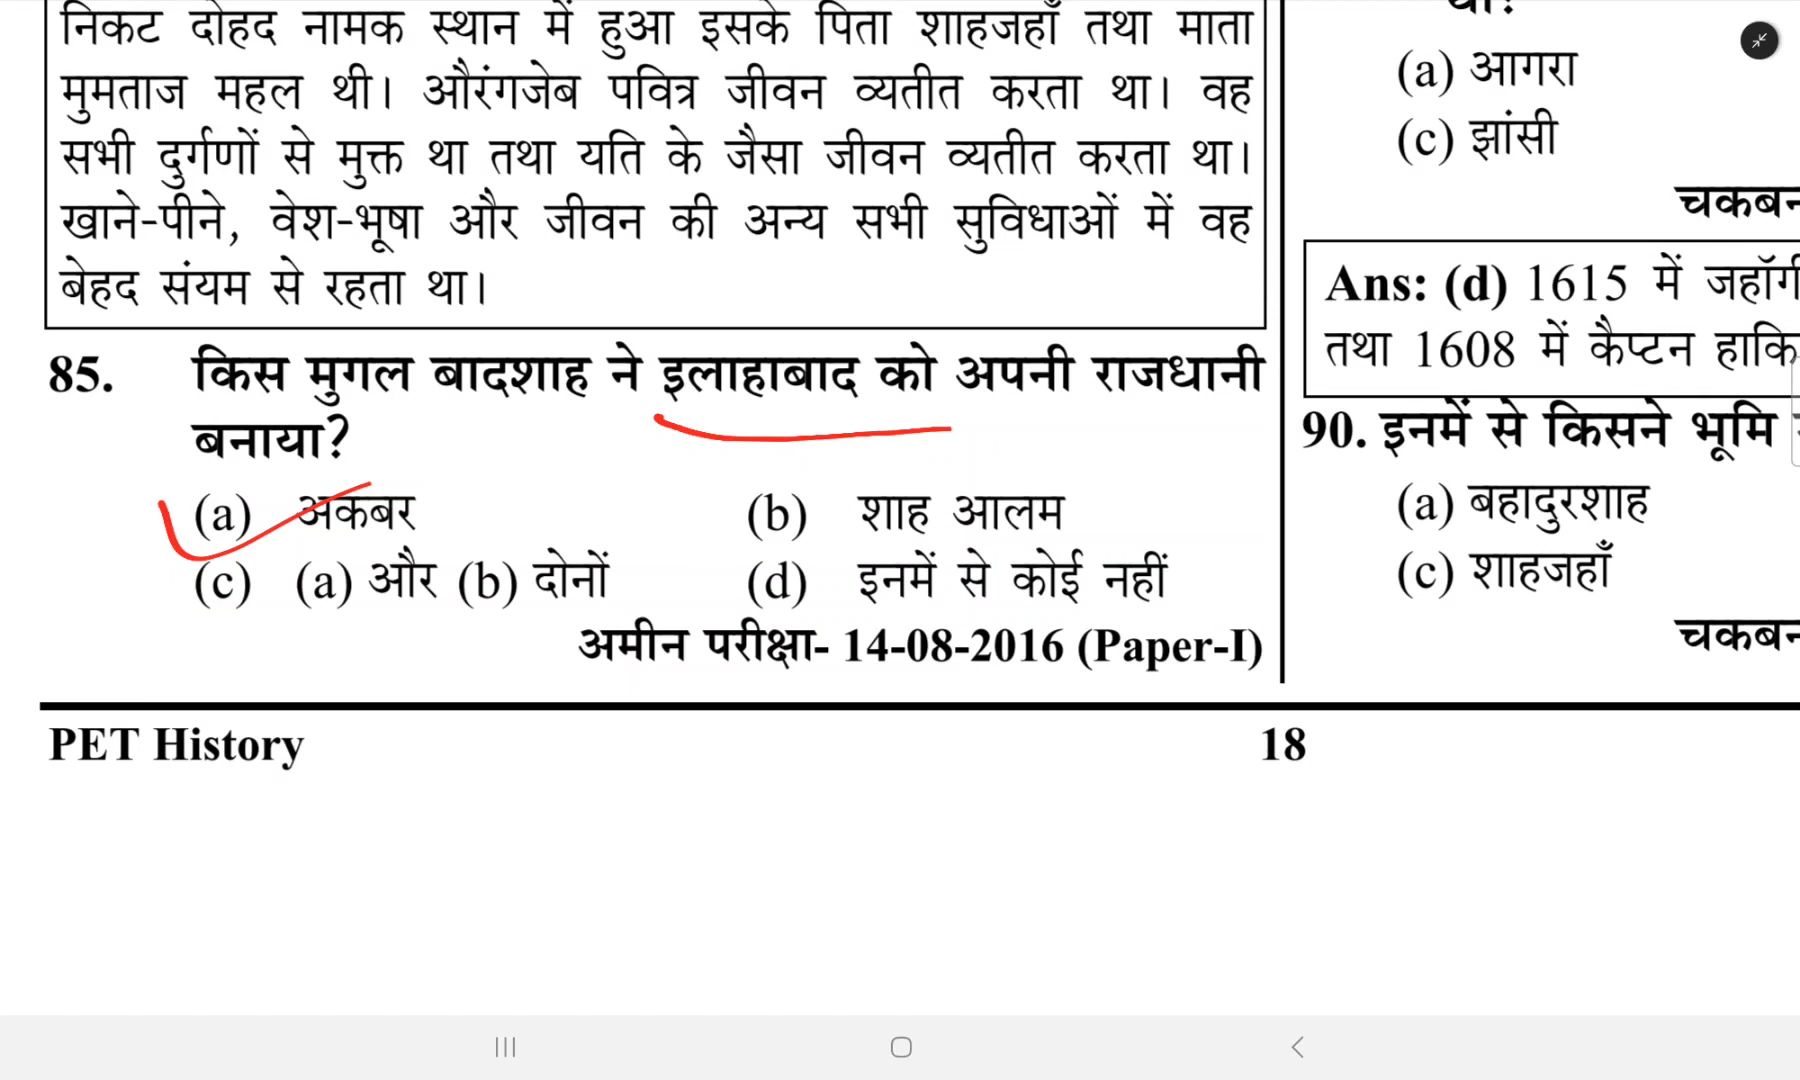 निकट दोहद नामक स्थान में हुआ इसके पिता शाहजहाँ तथा माता
मुमताज महल थी। औरंगजेब पवित्र जीवन व्यतीत करता था। वह
सभी दुर्गणों से मुक्त था तथा यति के जैसा जीवन व्यतीत करता था।
खाने-पीने, वेश-भूषा और जीवन की अन्य सभी सुविधाओं में वह
बेहद संयम से रहता था।
85. किस मुगल बादशाह ने इलाहाबाद को अपनी राजधानी
बनाया?
(a) अकबर (b) शाह आलम
(c) (a) और (b) दोनों (d) इनमें से कोई नहीं
अमीन परीक्षा- 14-08-2016 (Paper-I)
(a) आगरा
(c) झांसी
Ans: (d) 1615 में
तथा 1608 में कैप्टन
90. इनमें से किसने भूमि
(a) बहादुरशाह
(c) शाहजहाँ
PET History 18